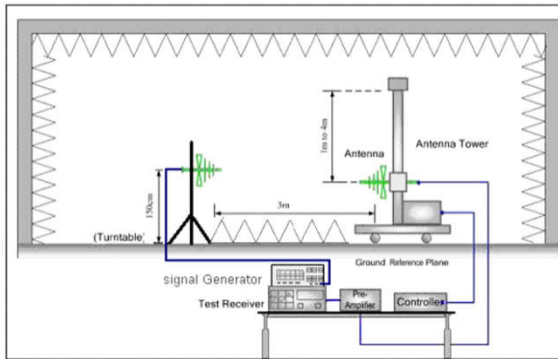 1m to 4m
Antenna
Antenna Tower
150cm
3m
(Turntable)
Ground Reference Plane
signal Generator
Test Receiver
Pre-
Amplifier
Controller